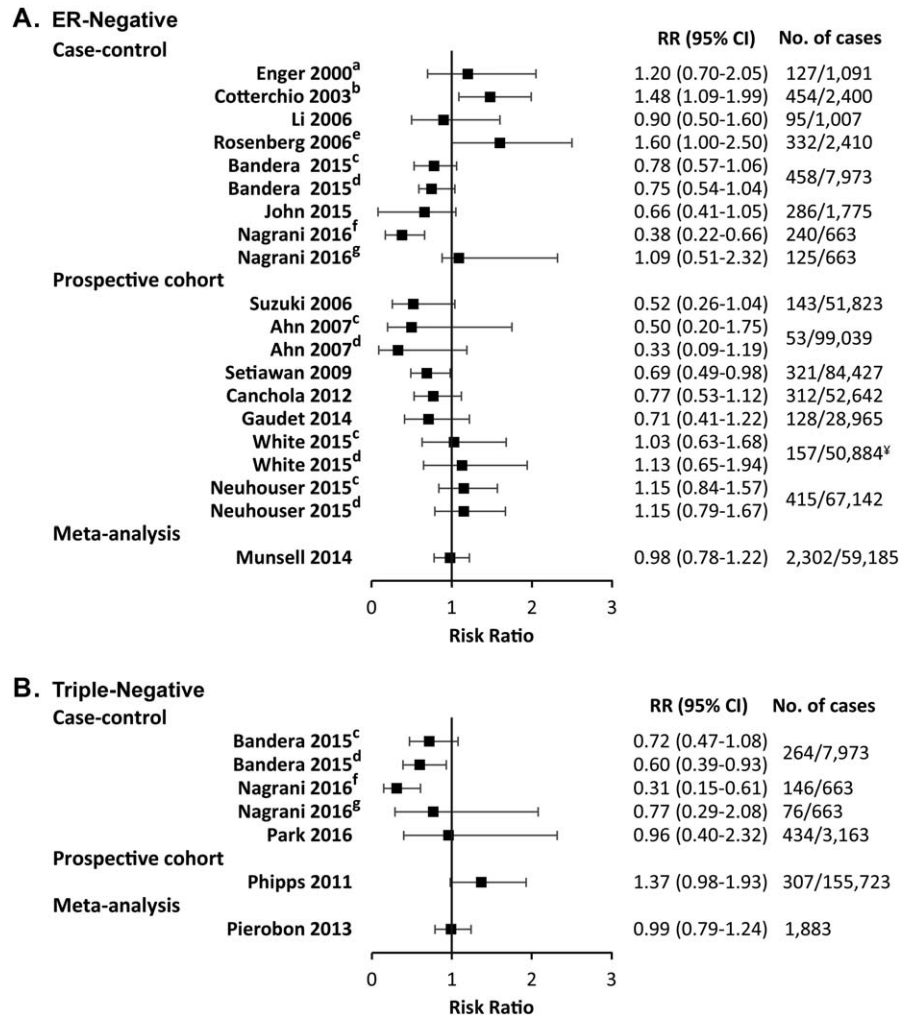 A. ER-Negative
Case-control
RR (95% CI) No. of cases
Enger 2000ᵃ 1.20 (0.70-2.05) 127/1,091
Cotterchio 2003ᵇ 1.48 (1.09-1.99) 454/2,400
Li 2006 0.90 (0.50-1.60) 95/1,007
Rosenberg 2006ᵉ 1.60 (1.00-2.50) 332/2,410
Bandera 2015ᶜ 0.78 (0.57-1.06)
458/7,973
Bandera 2015ᵈ 0.75 (0.54-1.04)
John 2015 0.66 (0.41-1.05) 286/1,775
Nagrani 2016ᶠ 0.38 (0.22-0.66) 240/663
Nagrani 2016ᵍ 1.09 (0.51-2.32) 125/663
Prospective cohort
Suzuki 2006 0.52 (0.26-1.04) 143/51,823
Ahn 2007ᶜ 0.50 (0.20-1.75)
53/99,039
Ahn 2007ᵈ 0.33 (0.09-1.19)
Setiawan 2009 0.69 (0.49-0.98) 321/84,427
Canchola 2012 0.77 (0.53-1.12) 312/52,642
Gaudet 2014 0.71 (0.41-1.22) 128/28,965
White 2015ᶜ 1.03 (0.63-1.68)
157/50,884¥
White 2015ᵈ 1.13 (0.65-1.94)
Neuhouser 2015ᶜ 1.15 (0.84-1.57)
415/67,142
Neuhouser 2015ᵈ 1.15 (0.79-1.67)
Meta-analysis
Munsell 2014 0.98 (0.78-1.22) 2,302/59,185
0 1 2 3
Risk Ratio
B. Triple-Negative
Case-control
RR (95% CI) No. of cases
Bandera 2015ᶜ 0.72 (0.47-1.08)
264/7,973
Bandera 2015ᵈ 0.60 (0.39-0.93)
Nagrani 2016ᶠ 0.31 (0.15-0.61) 146/663
Nagrani 2016ᵍ 0.77 (0.29-2.08) 76/663
Park 2016 0.96 (0.40-2.32) 434/3,163
Prospective cohort
Phipps 2011 1.37 (0.98-1.93) 307/155,723
Meta-analysis
Pierobon 2013 0.99 (0.79-1.24) 1,883
0 1 2 3
Risk Ratio